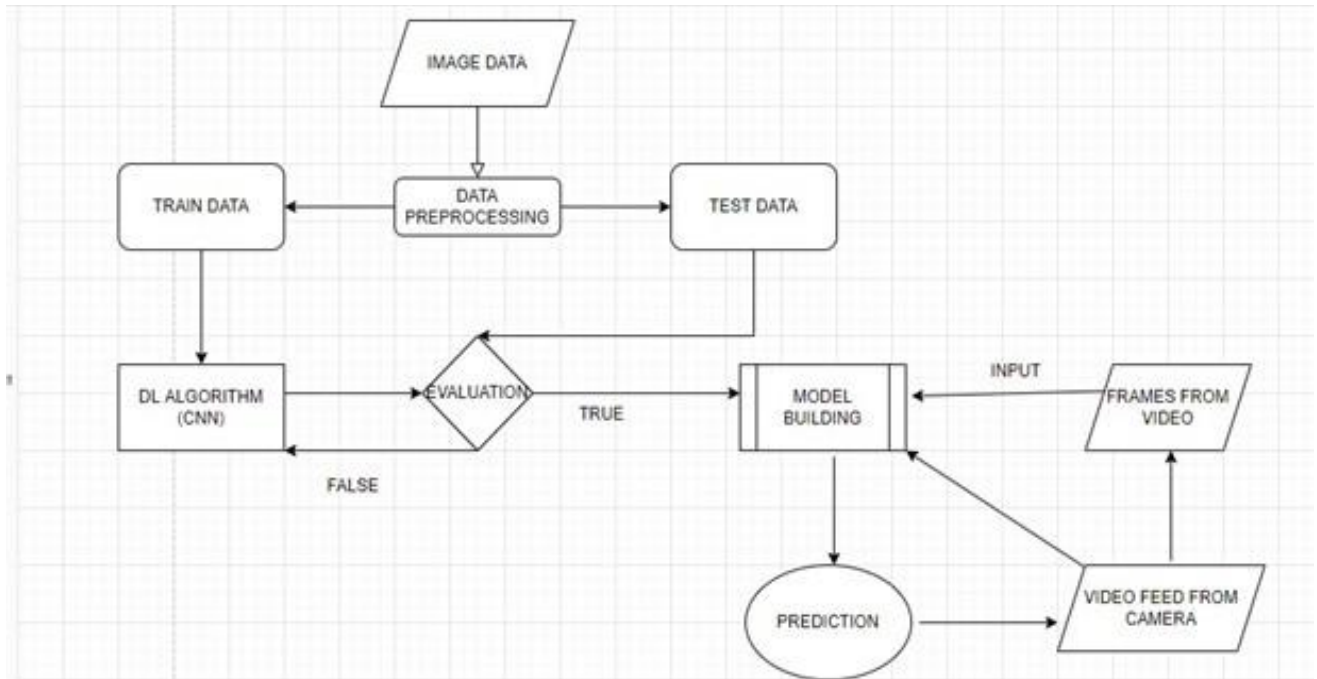 IMAGE DATA
TRAIN DATA
DATA
PREPROCESSING
TEST DATA
DL ALGORITHM
(CNN)
EVALUATION
TRUE
FALSE
MODEL
BUILDING
INPUT
FRAMES FROM
VIDEO
PREDICTION
VIDEO FEED FROM
CAMERA